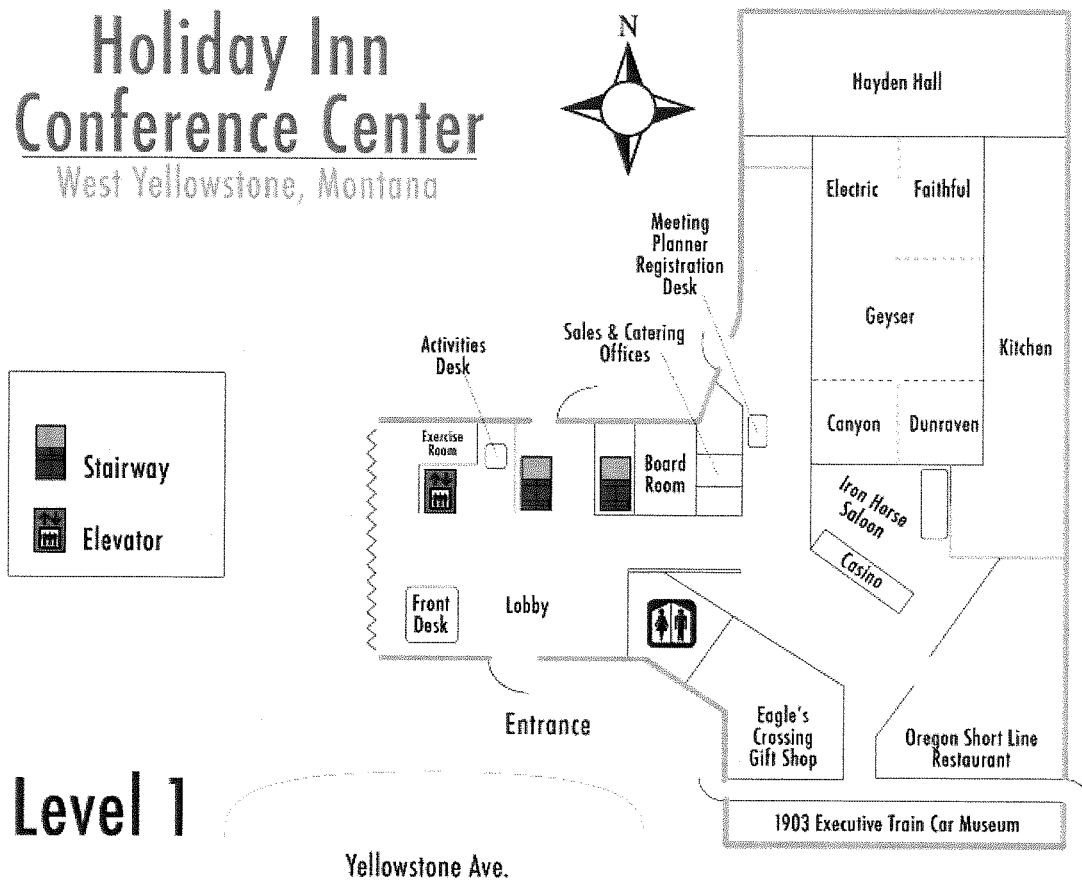 Holiday Inn
Conference Center
West Yellowstone, Montana
N
Hayden Hall
Electric
Faithful
Meeting
Planner
Registration
Desk
Geyser
Sales & Catering
Offices
Kitchen
Activities
Desk
Canyon
Dunraven
Exercise
Room
Stairway
Board
Room
Iron Horse
Saloon
Elevator
Casino
Front
Desk
Lobby
Entrance
Eagle's
Crossing
Gift Shop
Oregon Short Line
Restaurant
Level 1
1903 Executive Train Car Museum
Yellowstone Ave.